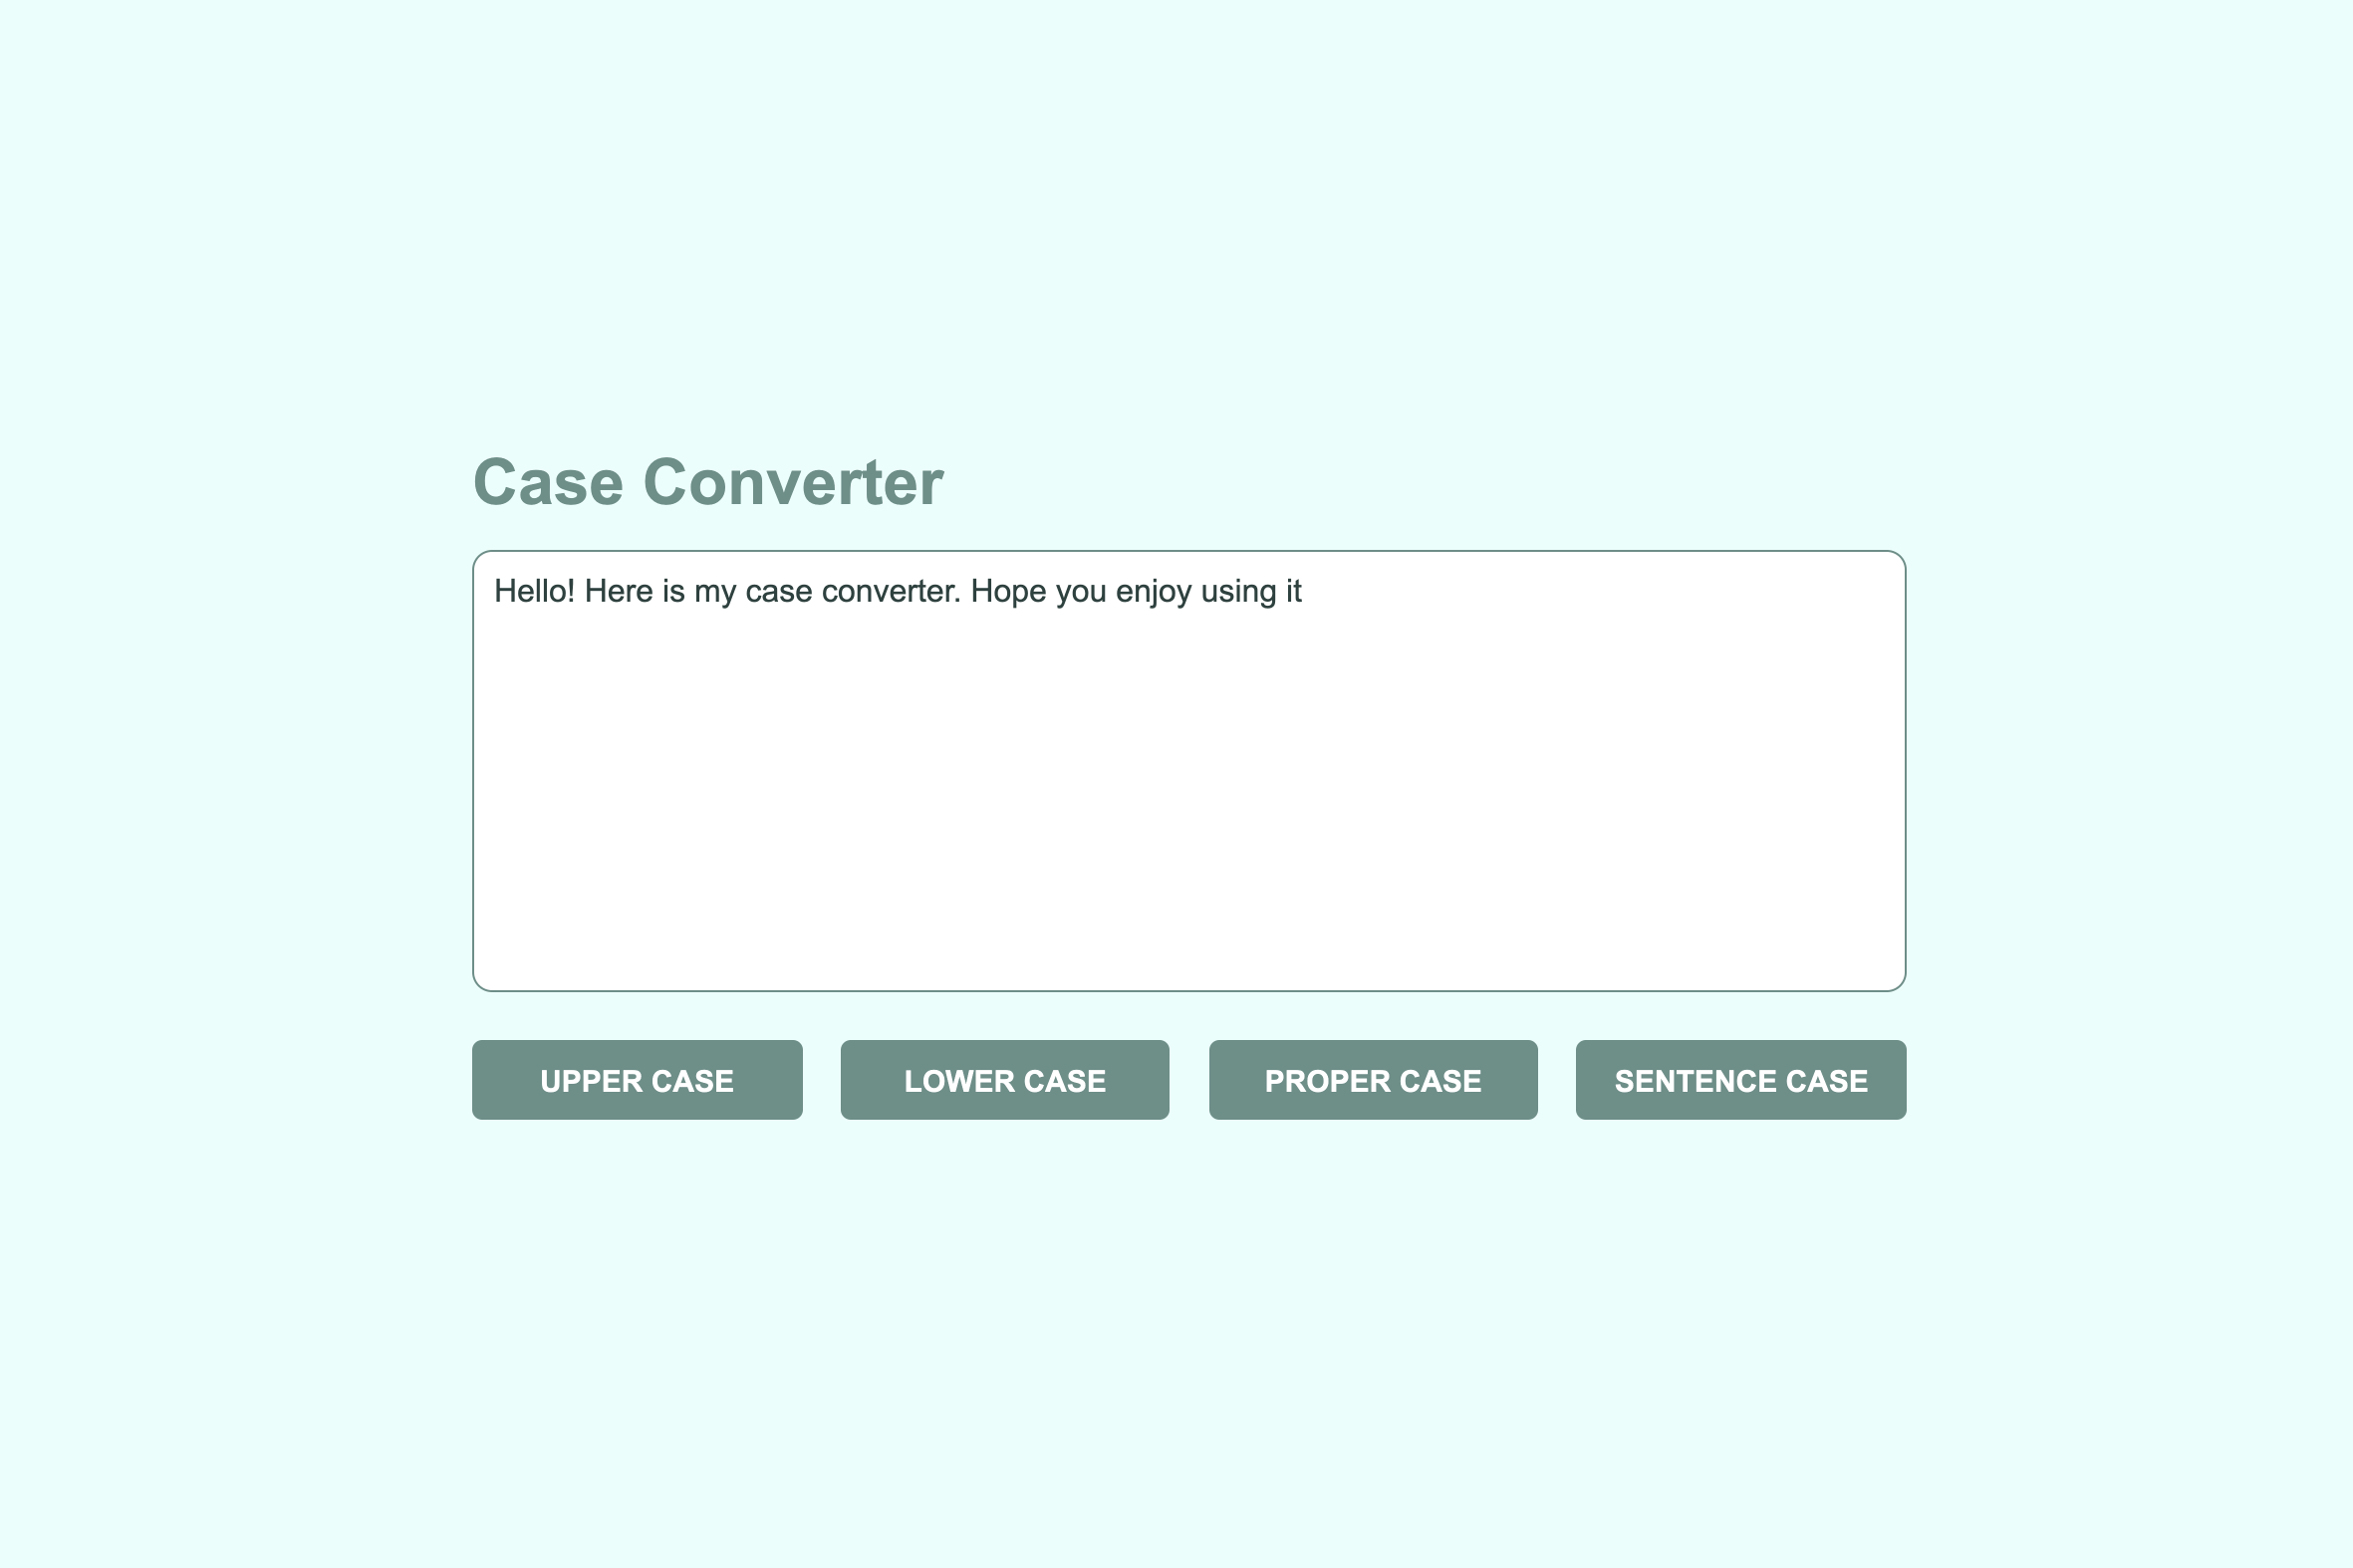 Case Converter
Hello! Here is my case converter. Hope you enjoy using it
UPPER CASE
LOWER CASE
PROPER CASE
SENTENCE CASE